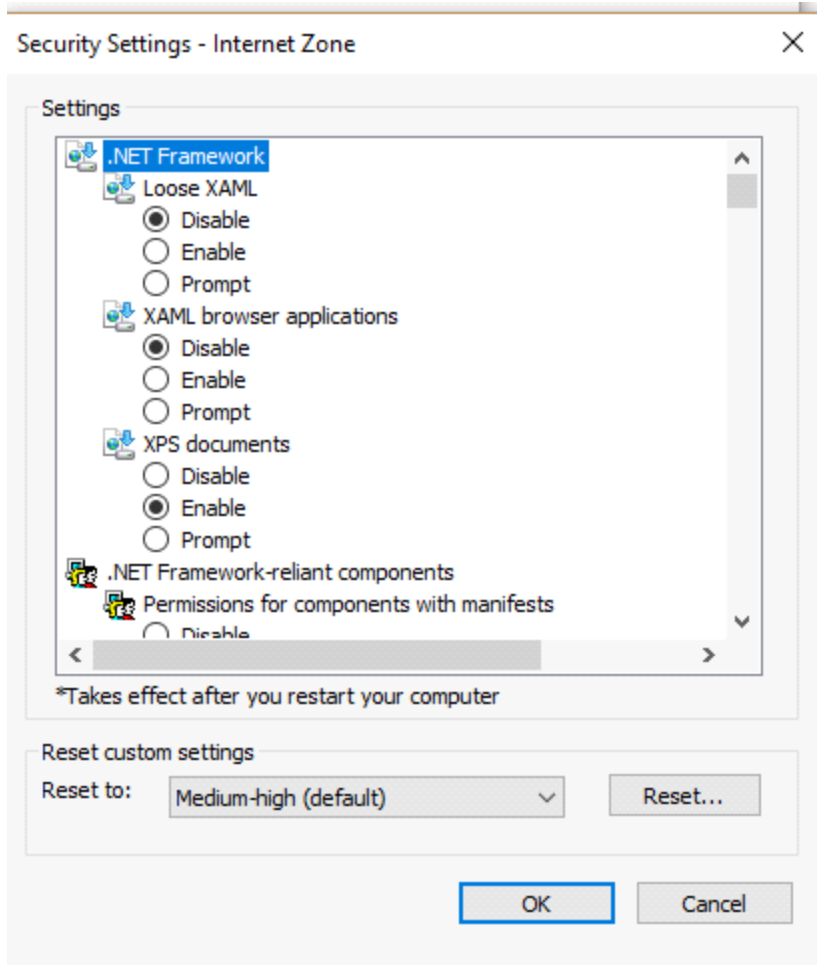 Security Settings - Internet Zone
Settings
.NET Framework
Loose XAML
Disable
Enable
Prompt
XAML browser applications
Disable
Enable
Prompt
XPS documents
Disable
Enable
Prompt
.NET Framework-reliant components
Permissions for components with manifests
Disable
*Takes effect after you restart your computer
Reset custom settings
Reset to: Medium-high (default) Reset...
OK Cancel